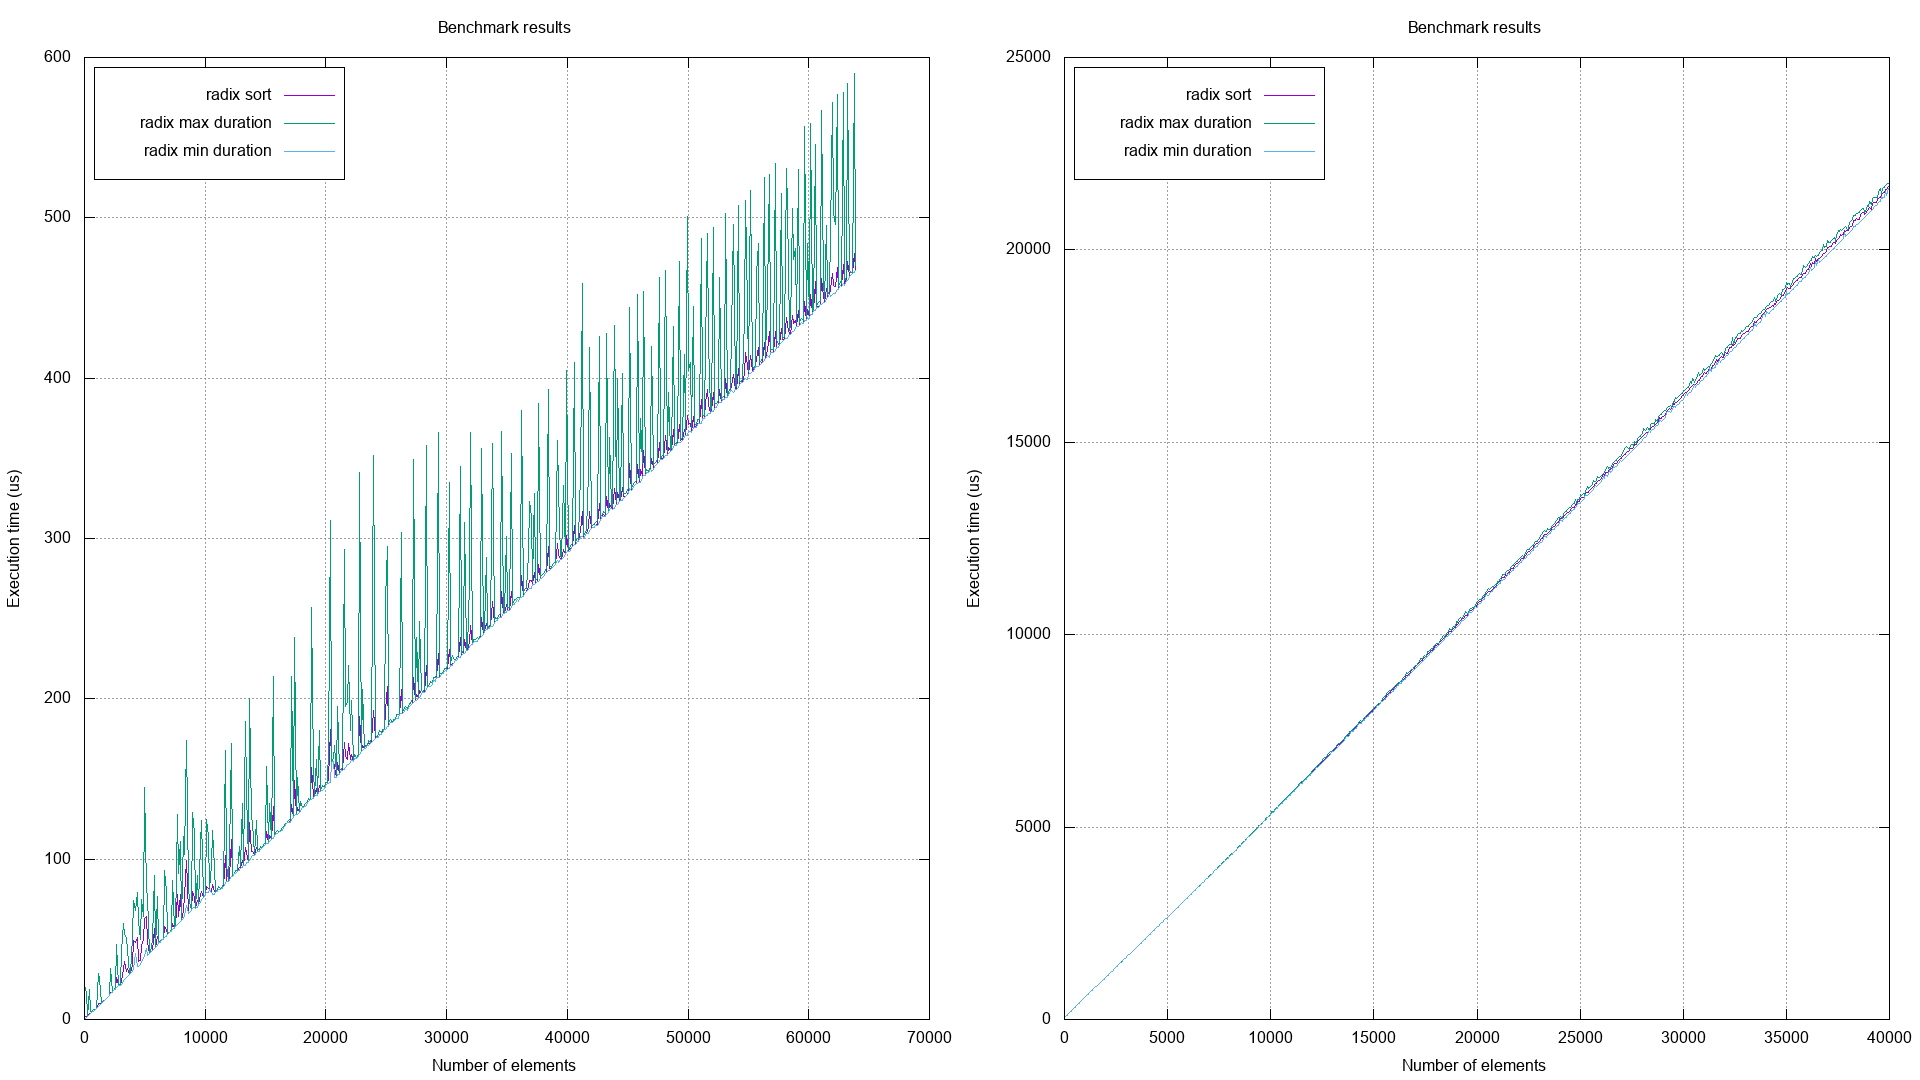 Benchmark results
600
500
400
300
200
100
0
0 10000 20000 30000 40000 50000 60000 70000
Execution time (us)
Number of elements
radix sort
radix max duration
radix min duration
Benchmark results
25000
20000
15000
10000
5000
0
0 5000 10000 15000 20000 25000 30000 35000 40000
Execution time (us)
Number of elements
radix sort
radix max duration
radix min duration